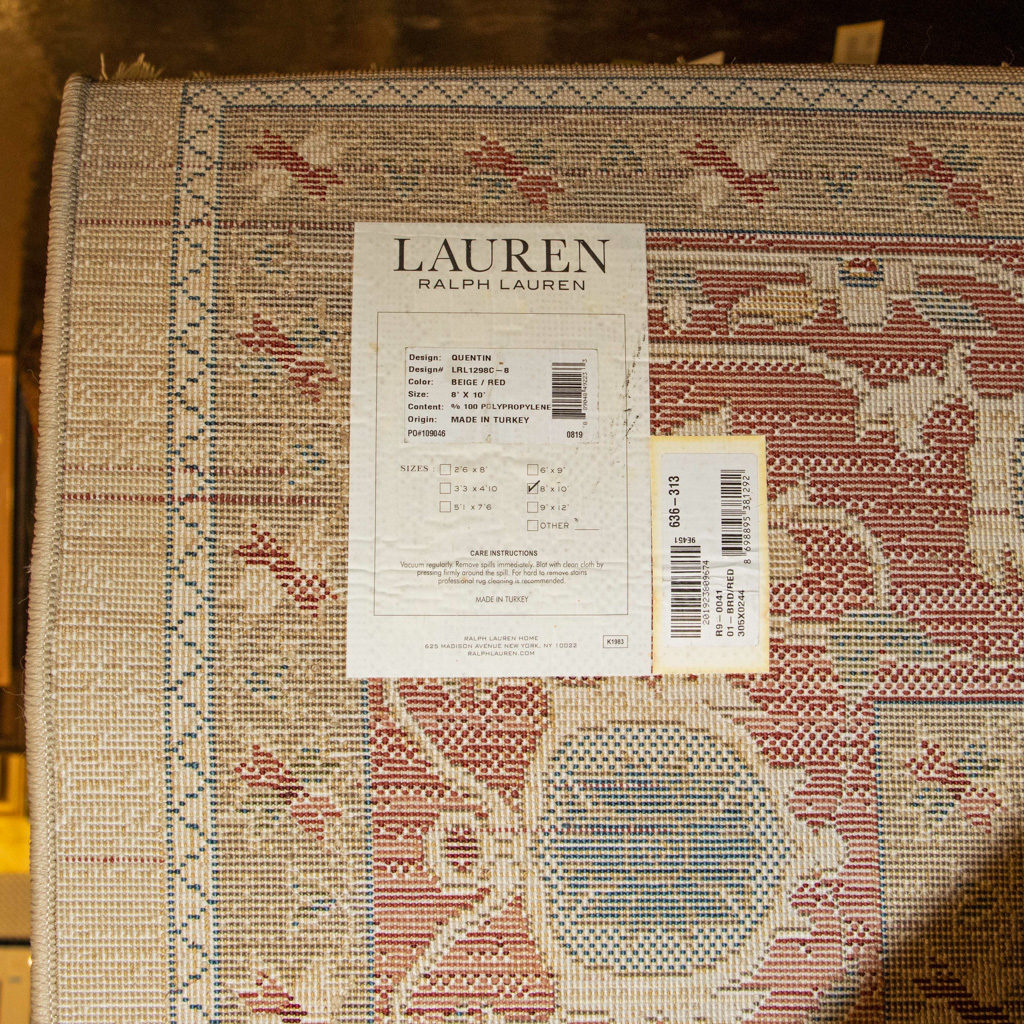 LAUREN
RALPH LAUREN
Design: QUENTIN
Design# LRL1298C-8
Color: BEIGE / RED
Size: 8' X 10'
Content: % 100 POLYPROPYLENE
Origin: MADE IN TURKEY
PO#109046 0819
SIZES : 2'6 x 8' 6' x 9'
3'3 x 4'10 8' x 10'
5'1 x 7'6 9' x 12'
OTHER
CARE INSTRUCTIONS
Vacuum regularly. Remove spills immediately. Blot with clean cloth by
pressing firmly around the spill. For hard to remove stains
professional rug cleaning is recommended.
MADE IN TURKEY
RALPH LAUREN HOME
625 MADISON AVENUE NEW YORK, NY 10022
RALPHLAUREN.COM
K1983
636-313
9E451
201923809674
R9-0041
01-BRD/RED
305X0244
8 698895 381292